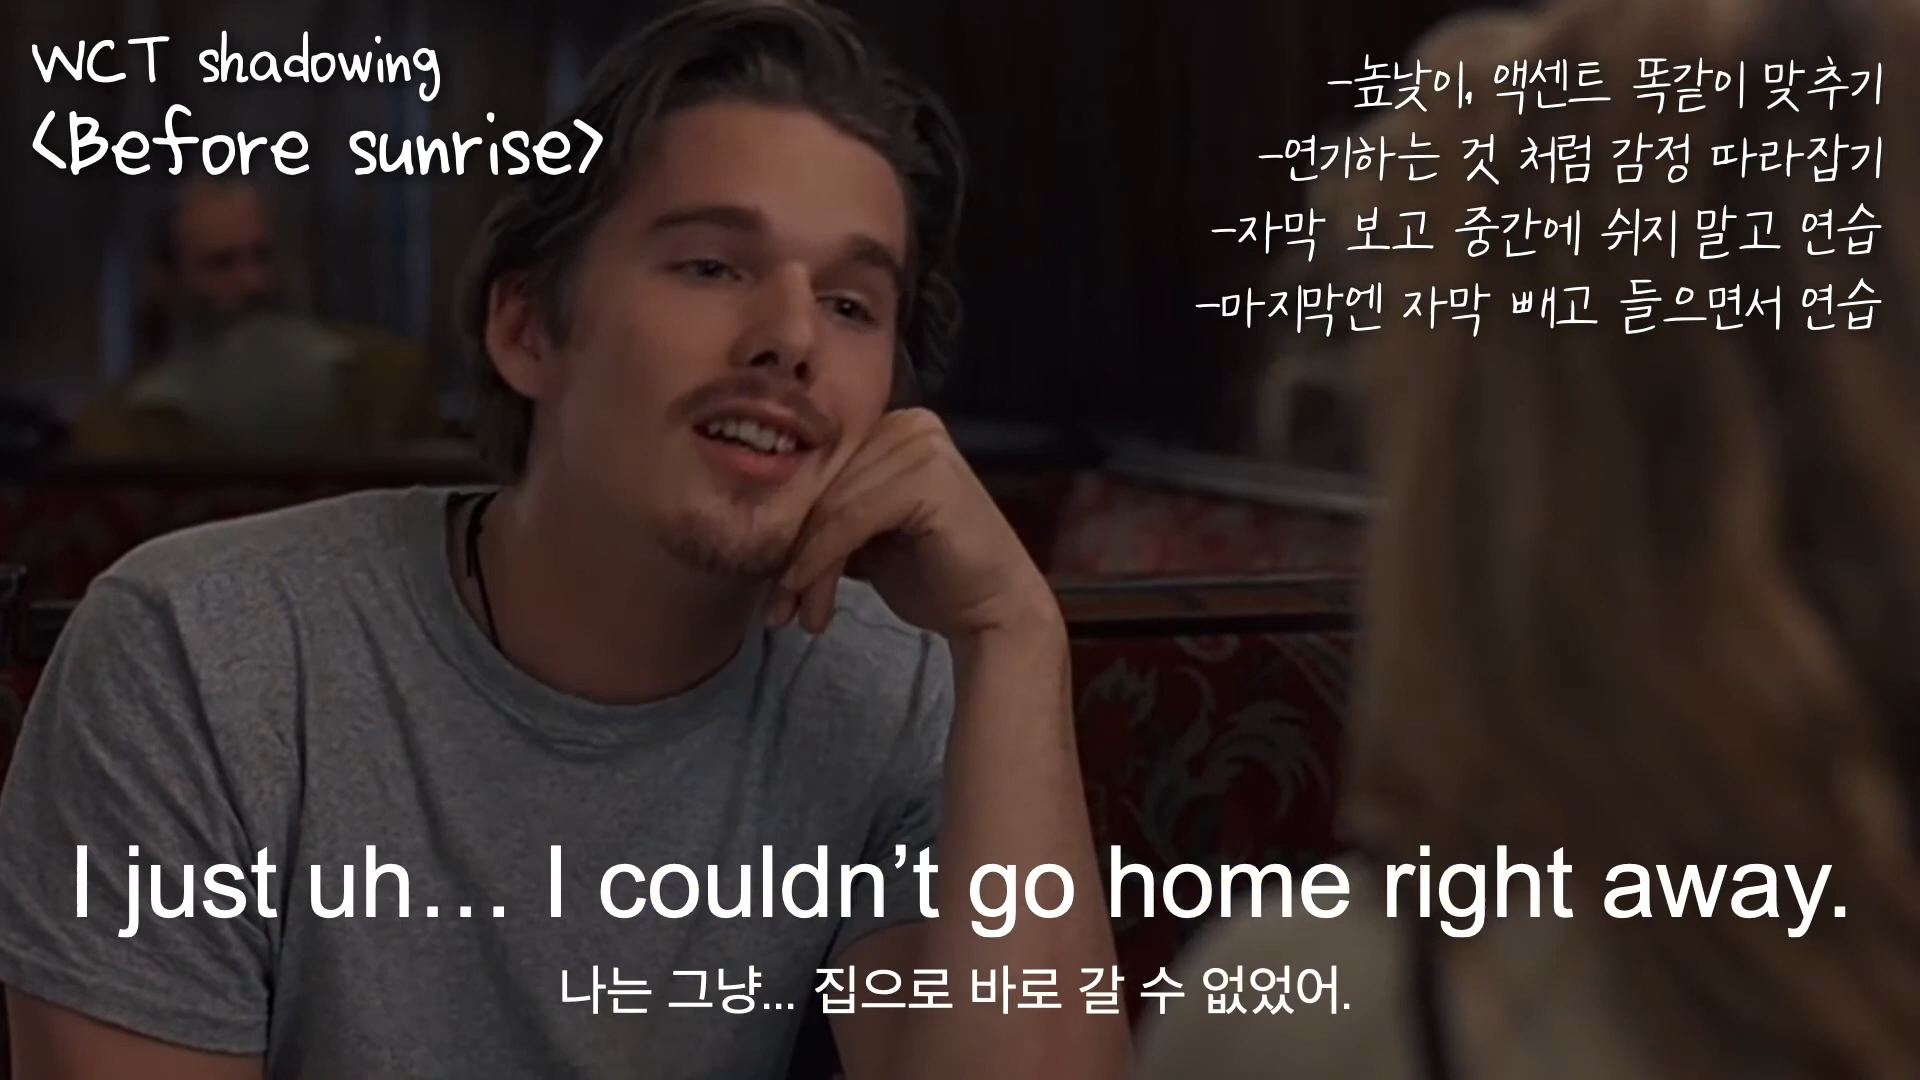 WCT shadowing
<Before sunrise>
-높낮이, 액센트 똑같이 맞추기
-연기하는 것 처럼 감정 따라잡기
-자막 보고 중간에 쉬지 말고 연습
-마지막엔 자막 빼고 들으면서 연습
I just uh... I couldn’t go home right away.
나는 그냥... 집으로 바로 갈 수 없었어.